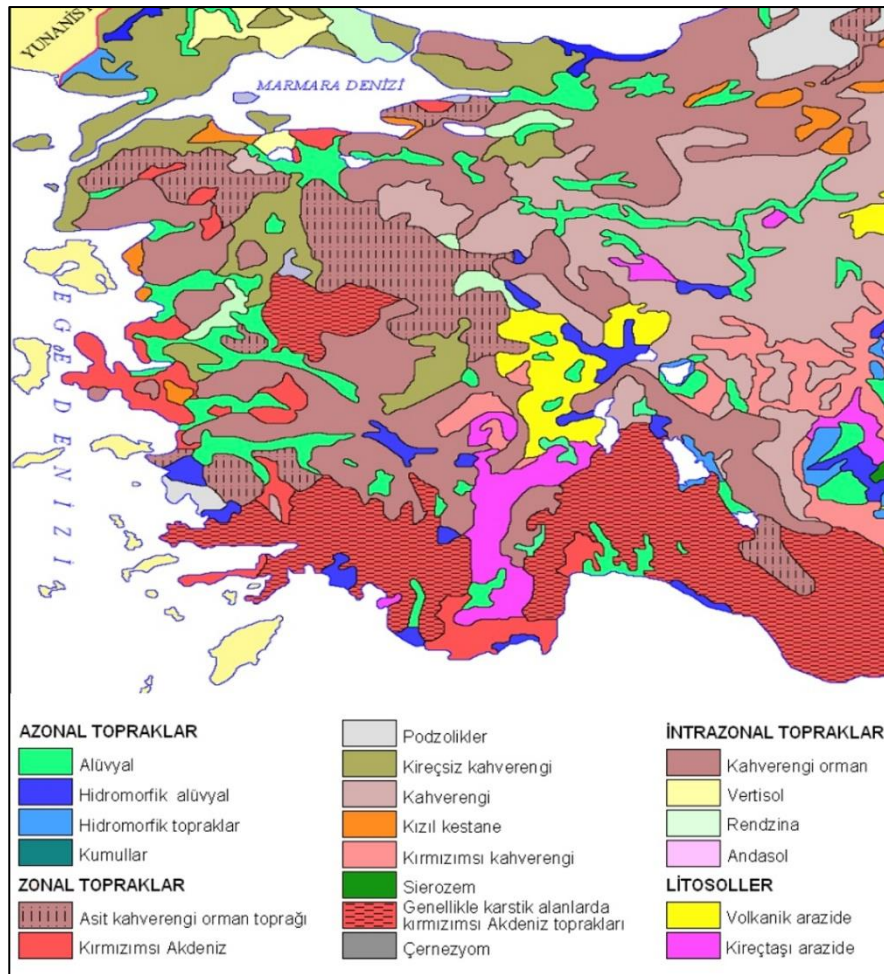 YUNANİS
MARMARA DENİZİ
EGE DENİZİ
AZONAL TOPRAKLAR
Alüvyal
Hidromorfik alüvyal
Hidromorfik topraklar
Kumullar
ZONAL TOPRAKLAR
Asit kahverengi orman toprağı
Kırmızımsı Akdeniz
Podzolikler
Kireçsiz kahverengi
Kahverengi
Kızıl kestane
Kırmızımsı kahverengi
Sierozem
Genellikle karstik alanlarda
kırmızımsı Akdeniz toprakları
Çernezyom
İNTRAZONAL TOPRAKLAR
Kahverengi orman
Vertisol
Rendzina
Andasol
LİTOSOLLER
Volkanik arazide
Kireçtaşı arazide